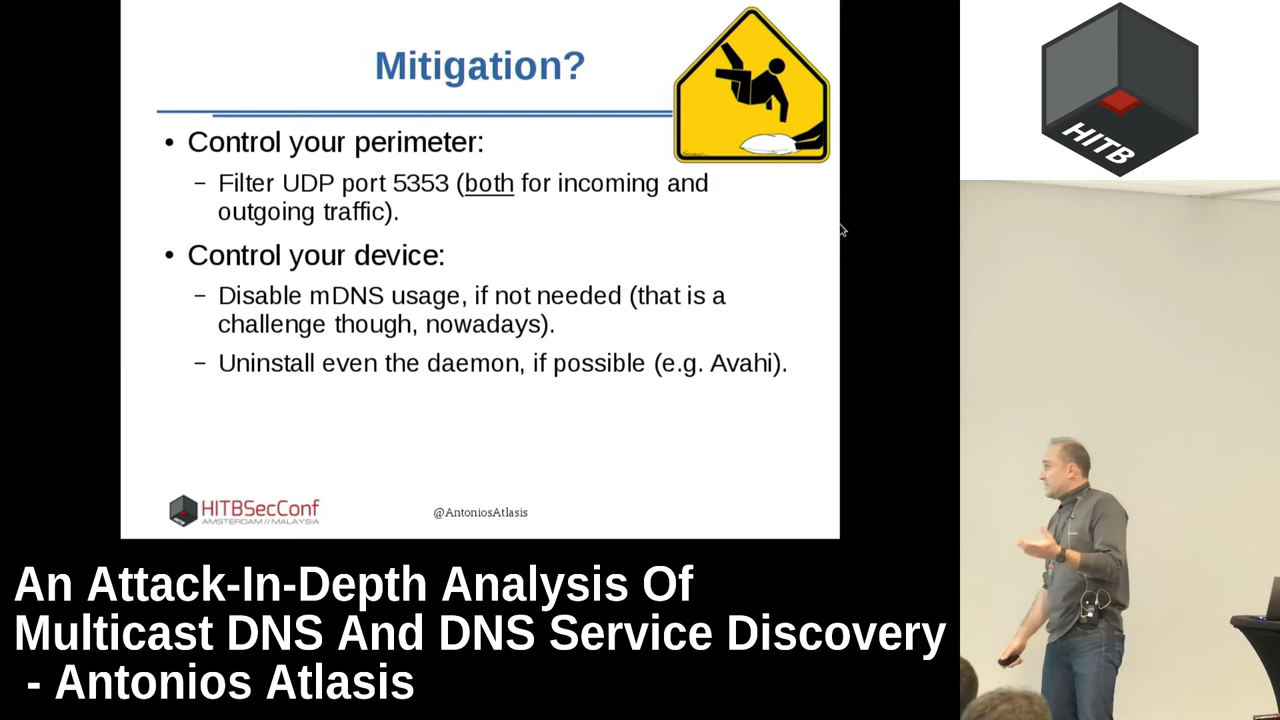 Mitigation?
• Control your perimeter:
– Filter UDP port 5353 (both for incoming and
outgoing traffic).
• Control your device:
– Disable mDNS usage, if not needed (that is a
challenge though, nowadays).
– Uninstall even the daemon, if possible (e.g. Avahi).
HITBSecConf
AMSTERDAM // MALAYSIA
@AntoniosAtlasis
HITB
An Attack-In-Depth Analysis Of
Multicast DNS And DNS Service Discovery
- Antonios Atlasis